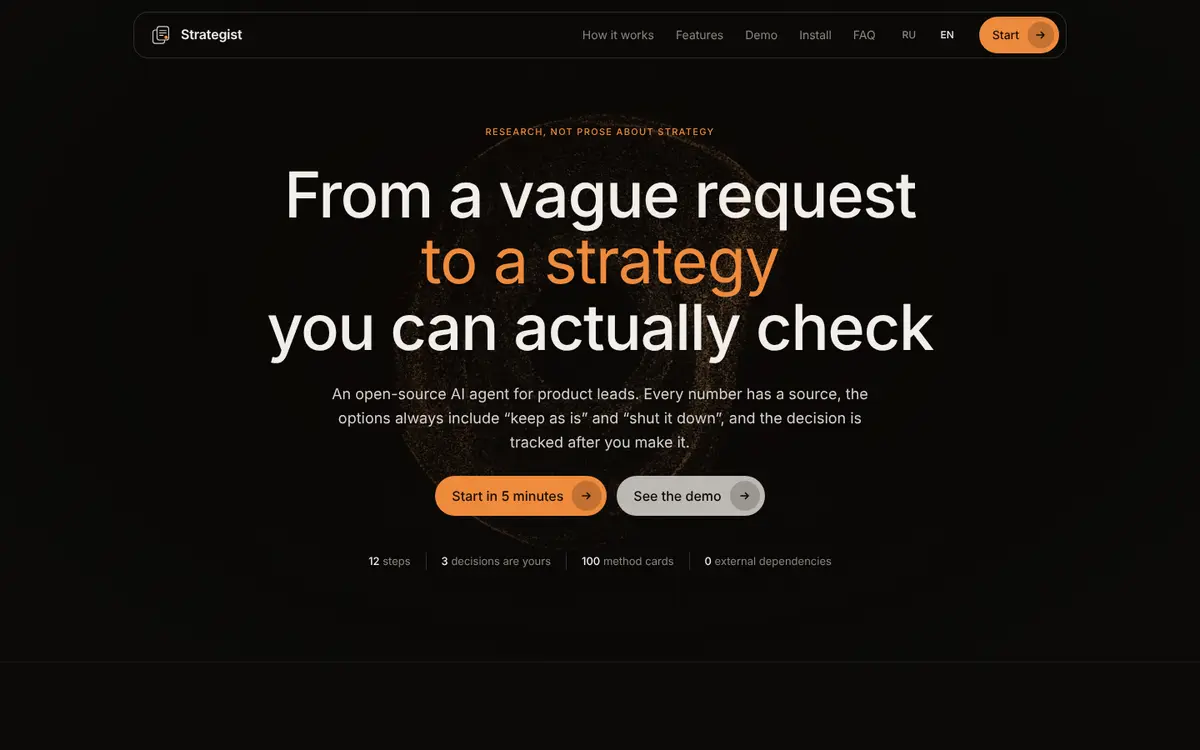 Strategist
How it works
Features
Demo
Install
FAQ
RU
EN
Start
RESEARCH, NOT PROSE ABOUT STRATEGY
From a vague request
to a strategy
you can actually check
An open-source AI agent for product leads. Every number has a source, the
options always include “keep as is” and “shut it down”, and the decision is
tracked after you make it.
Start in 5 minutes
See the demo
12 steps
3 decisions are yours
100 method cards
0 external dependencies